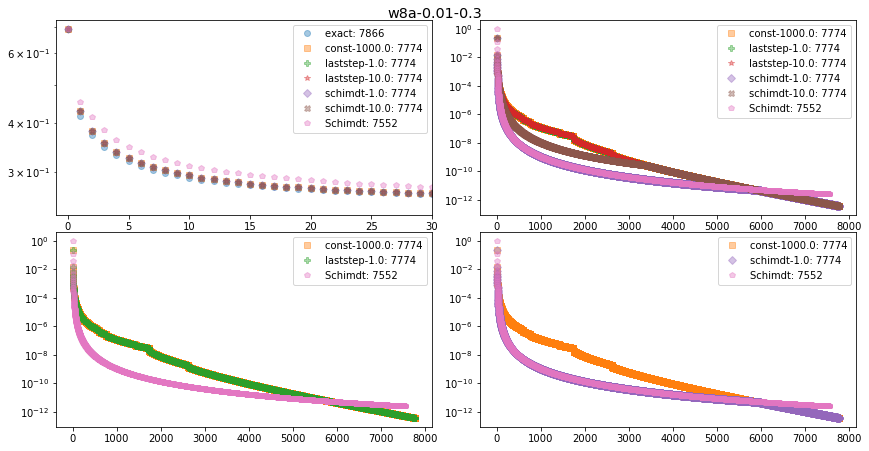 w8a-0.01-0.3
6 × 10⁻¹
4 × 10⁻¹
3 × 10⁻¹
0 5 10 15 20 25 30
exact: 7866
const-1000.0: 7774
laststep-1.0: 7774
laststep-10.0: 7774
schimdt-1.0: 7774
schimdt-10.0: 7774
Schimdt: 7552
10⁰
10⁻²
10⁻⁴
10⁻⁶
10⁻⁸
10⁻¹⁰
10⁻¹²
0 1000 2000 3000 4000 5000 6000 7000 8000
const-1000.0: 7774
laststep-1.0: 7774
laststep-10.0: 7774
schimdt-1.0: 7774
schimdt-10.0: 7774
Schimdt: 7552
10⁰
10⁻²
10⁻⁴
10⁻⁶
10⁻⁸
10⁻¹⁰
10⁻¹²
0 1000 2000 3000 4000 5000 6000 7000 8000
const-1000.0: 7774
laststep-1.0: 7774
Schimdt: 7552
10⁰
10⁻²
10⁻⁴
10⁻⁶
10⁻⁸
10⁻¹⁰
10⁻¹²
0 1000 2000 3000 4000 5000 6000 7000 8000
const-1000.0: 7774
schimdt-1.0: 7774
Schimdt: 7552